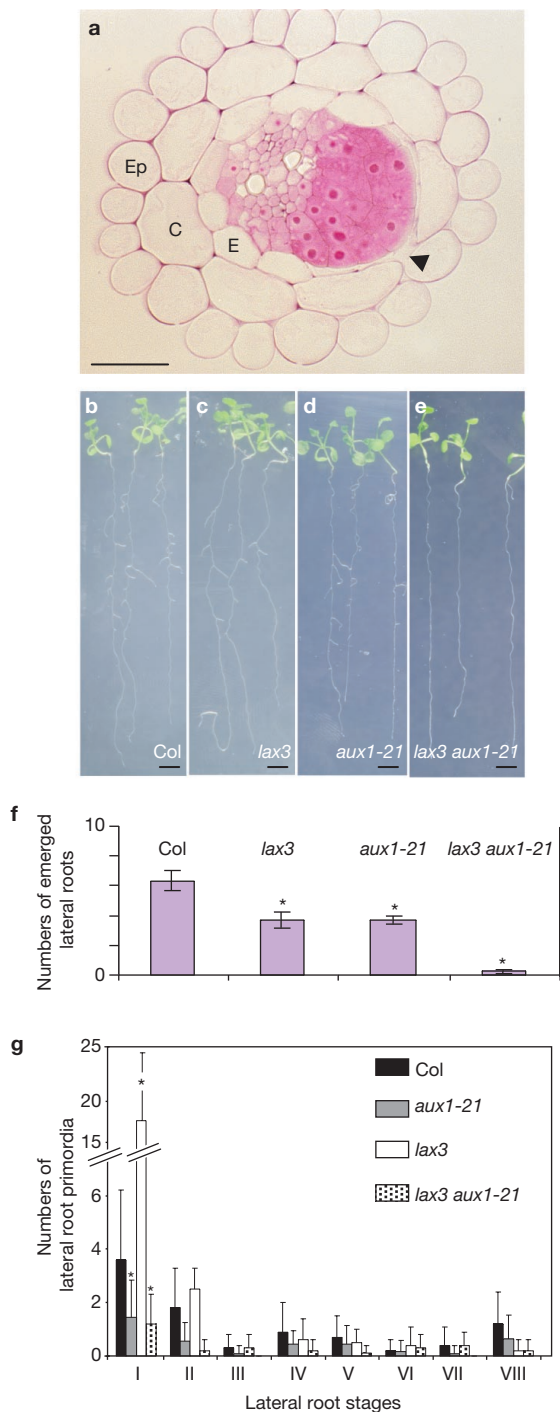 a
Ep
C
E
b
c
d
e
Col
lax3
aux1-21
lax3 aux1-21
f
Numbers of emerged
lateral roots
10
0
Col
lax3
aux1-21
lax3 aux1-21
*
*
*
g
Numbers of
lateral root primordia
25
20
15
6
4
2
0
*
*
*
Col
aux1-21
lax3
lax3 aux1-21
I
II
III
IV
V
VI
VII
VIII
Lateral root stages